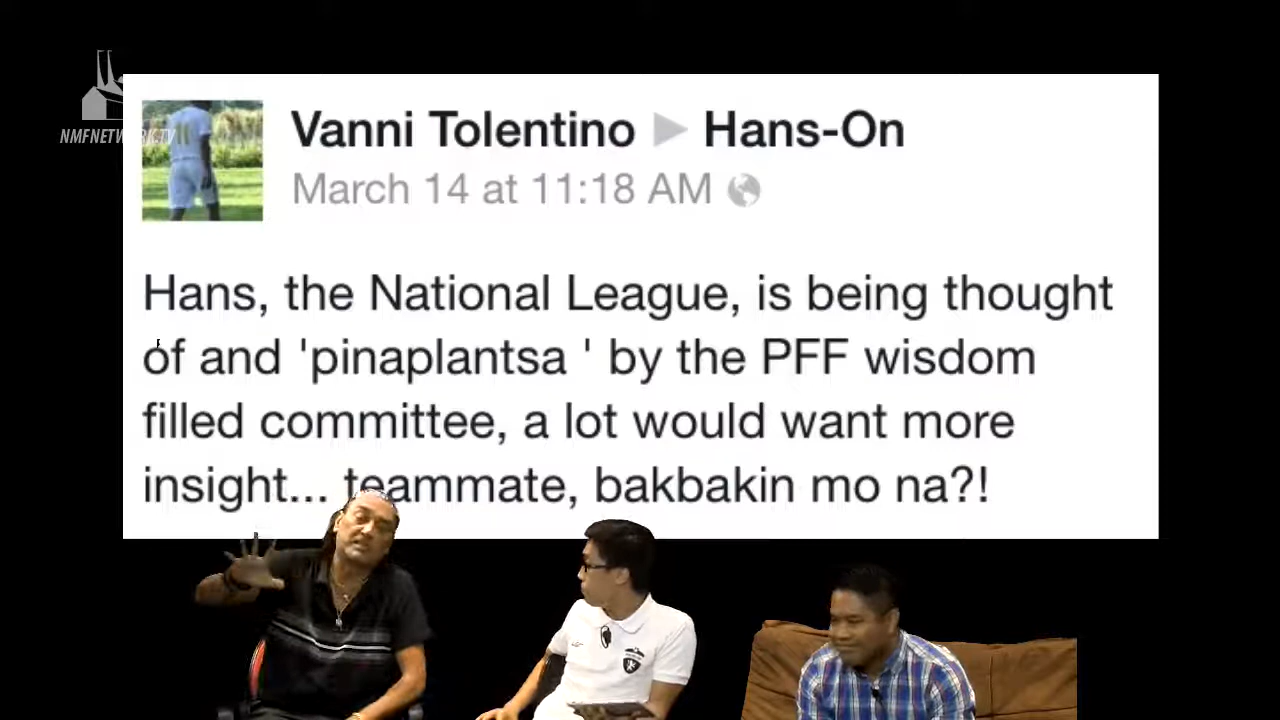 NMFNETWORK.TV
Vanni Tolentino ▶ Hans-On
March 14 at 11:18 AM
Hans, the National League, is being thought
of and 'pinaplantsa ' by the PFF wisdom
filled committee, a lot would want more
insight... teammate, bakbakin mo na?!